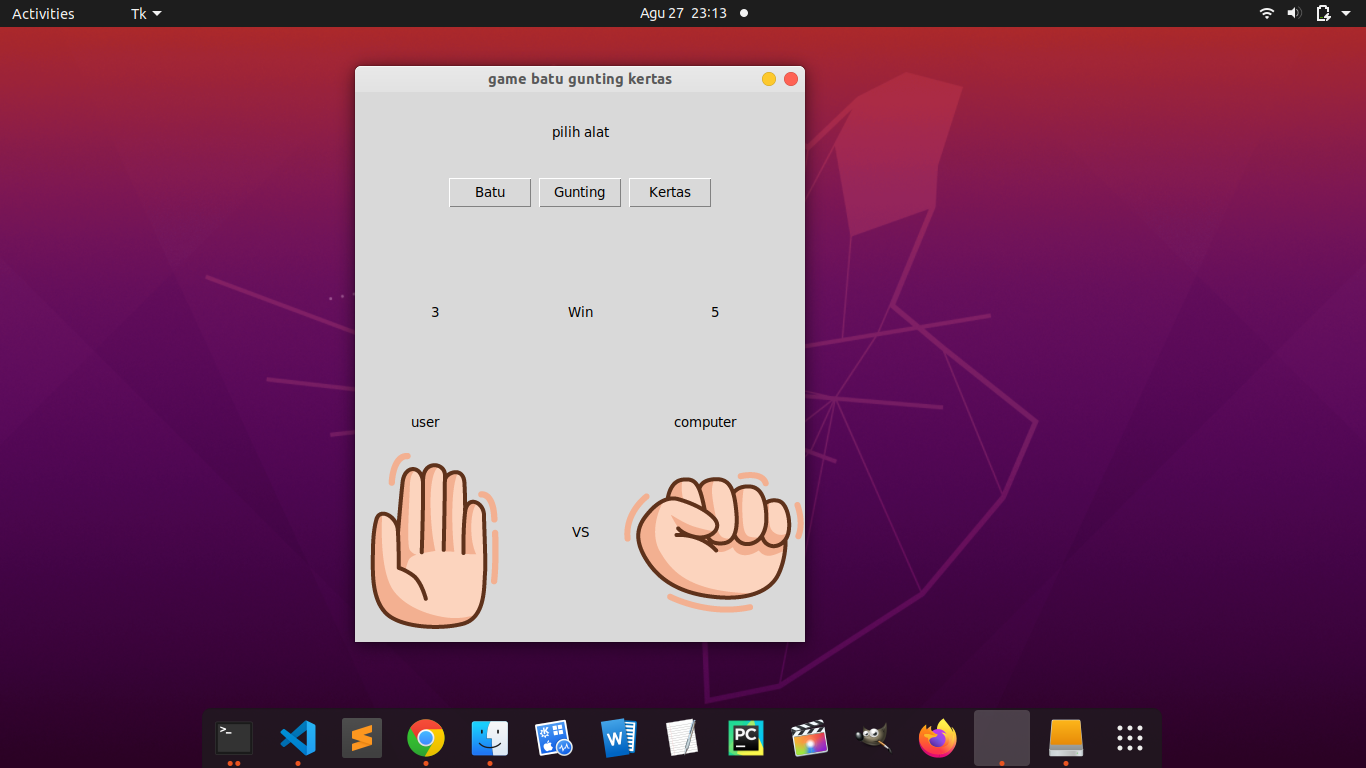 Activities Tk Agu 27 23:13
game batu gunting kertas
pilih alat
Batu Gunting Kertas
3 Win 5
user computer
VS
>_ W PC